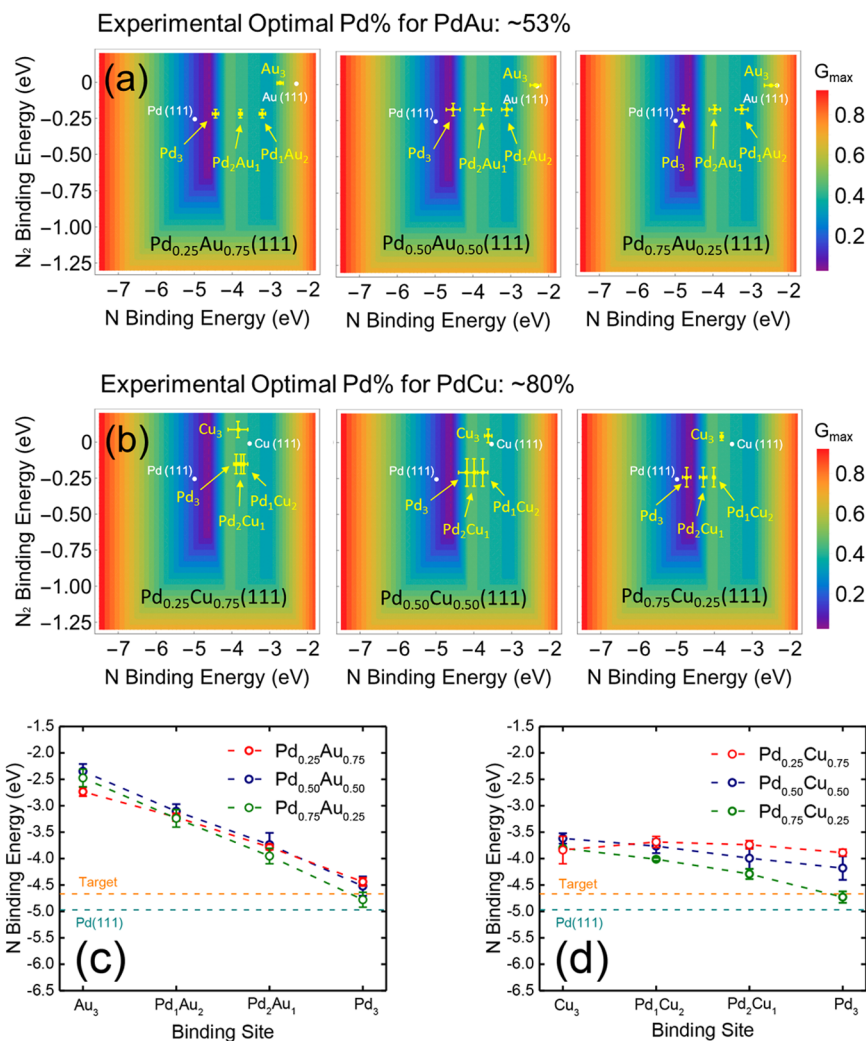 Experimental Optimal Pd% for PdAu: ~53%
(a)
N₂ Binding Energy (eV)
0
−0.25
−0.50
−0.75
−1.00
−1.25
Au₃
Au (111)
Pd (111)
Pd₃
Pd₂Au₁
Pd₁Au₂
Pd₀.₂₅Au₀.₇₅(111)
−7 −6 −5 −4 −3 −2
N Binding Energy (eV)
Au₃
Au (111)
Pd (111)
Pd₃
Pd₂Au₁
Pd₁Au₂
Pd₀.₅₀Au₀.₅₀(111)
−7 −6 −5 −4 −3 −2
N Binding Energy (eV)
Au₃
Au (111)
Pd (111)
Pd₃
Pd₂Au₁
Pd₁Au₂
Pd₀.₇₅Au₀.₂₅(111)
−7 −6 −5 −4 −3 −2
N Binding Energy (eV)
Gmax
0.8
0.6
0.4
0.2
Experimental Optimal Pd% for PdCu: ~80%
(b)
N₂ Binding Energy (eV)
0
−0.25
−0.50
−0.75
−1.00
−1.25
Cu₃
Cu (111)
Pd (111)
Pd₃
Pd₁Cu₂
Pd₂Cu₁
Pd₀.₂₅Cu₀.₇₅(111)
−7 −6 −5 −4 −3 −2
N Binding Energy (eV)
Cu₃
Cu (111)
Pd (111)
Pd₃
Pd₁Cu₂
Pd₂Cu₁
Pd₀.₅₀Cu₀.₅₀(111)
−7 −6 −5 −4 −3 −2
N Binding Energy (eV)
Cu₃
Cu (111)
Pd (111)
Pd₃
Pd₁Cu₂
Pd₂Cu₁
Pd₀.₇₅Cu₀.₂₅(111)
−7 −6 −5 −4 −3 −2
N Binding Energy (eV)
Gmax
0.8
0.6
0.4
0.2
N Binding Energy (eV)
-1.5
-2.0
-2.5
-3.0
-3.5
-4.0
-4.5
-5.0
-5.5
-6.0
-6.5
Pd₀.₂₅Au₀.₇₅
Pd₀.₅₀Au₀.₅₀
Pd₀.₇₅Au₀.₂₅
Target
Pd(111)
(c)
Au₃ Pd₁Au₂ Pd₂Au₁ Pd₃
Binding Site
N Binding Energy (eV)
-1.5
-2.0
-2.5
-3.0
-3.5
-4.0
-4.5
-5.0
-5.5
-6.0
-6.5
Pd₀.₂₅Cu₀.₇₅
Pd₀.₅₀Cu₀.₅₀
Pd₀.₇₅Cu₀.₂₅
Target
Pd(111)
(d)
Cu₃ Pd₁Cu₂ Pd₂Cu₁ Pd₃
Binding Site